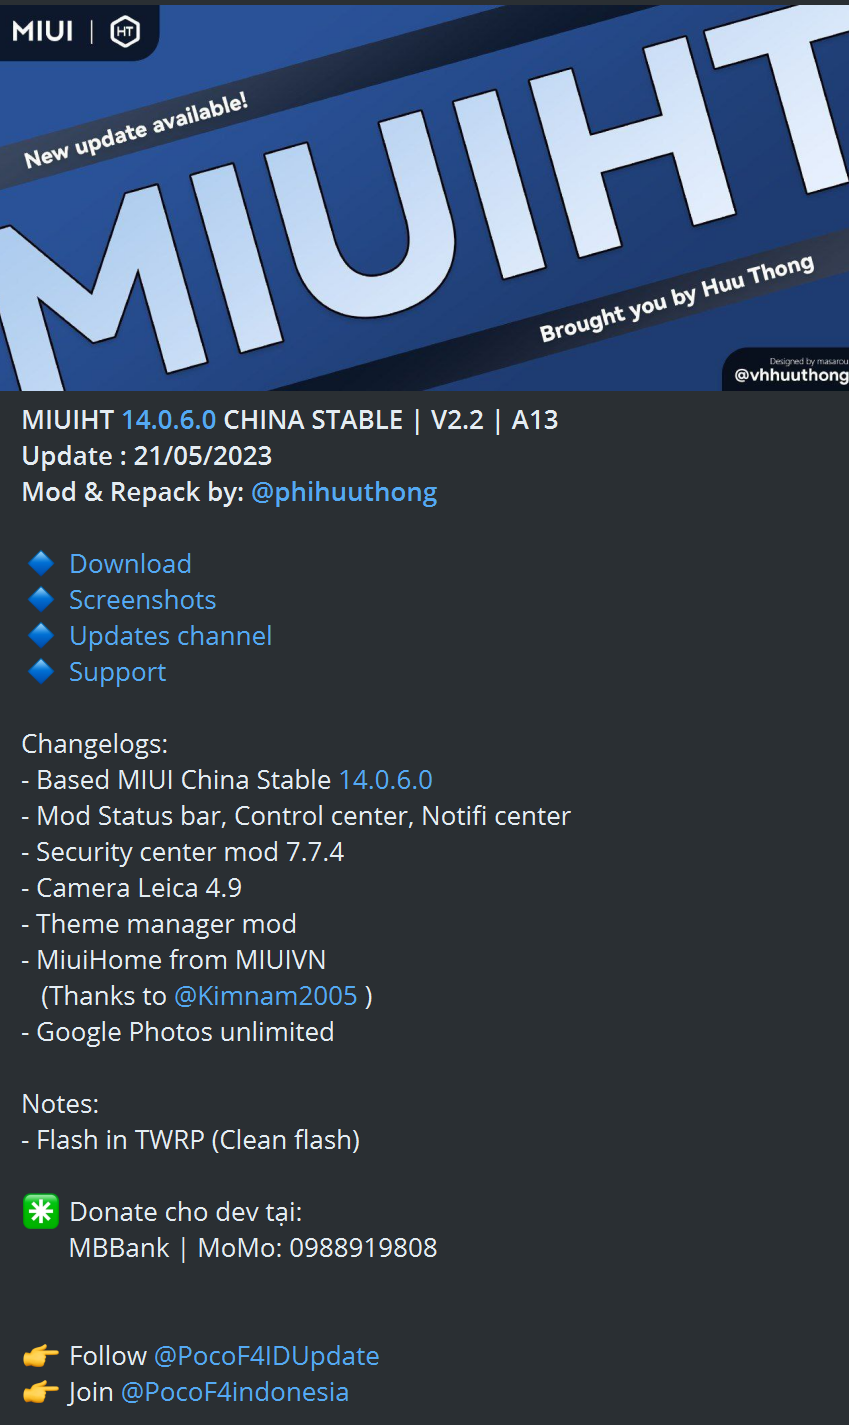 MIUI | HT
New update available!
MIUIHT
Brought you by Huu Thong
Designed by masarou
@vhhuuthong
MIUIHT 14.0.6.0 CHINA STABLE | V2.2 | A13
Update : 21/05/2023
Mod & Repack by: @phihuuthong
🔷 Download
🔷 Screenshots
🔷 Updates channel
🔷 Support
Changelogs:
- Based MIUI China Stable 14.0.6.0
- Mod Status bar, Control center, Notifi center
- Security center mod 7.7.4
- Camera Leica 4.9
- Theme manager mod
- MiuiHome from MIUIVN
(Thanks to @Kimnam2005 )
- Google Photos unlimited
Notes:
- Flash in TWRP (Clean flash)
✳️ Donate cho dev tại:
MBBank | MoMo: 0988919808
👉 Follow @PocoF4IDUpdate
👉 Join @PocoF4indonesia